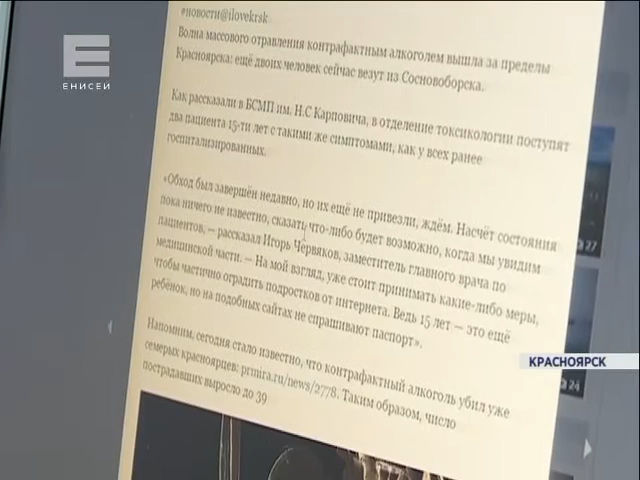 #новости@ilovekrsk
Волна массового отравления контрафактным алкоголем вышла за пределы
Красноярска: ещё двоих человек сейчас везут из Сосновоборска.
Как рассказали в БСМП им. Н.С Карповича, в отделение токсикологии поступят
два пациента 15-ти лет с такими же симптомами, как у всех ранее
госпитализированных.
«Обход был завершён недавно, но их ещё не привезли, ждём. Насчёт состояния
пока ничего не известно, сказать что-либо будет возможно, когда мы увидим
пациентов, — рассказал Игорь Червяков, заместитель главного врача по
медицинской части. — На мой взгляд, уже стоит принимать какие-либо меры,
чтобы частично оградить подростков от интернета. Ведь 15 лет — это ещё
ребёнок, но на подобных сайтах не спрашивают паспорт».
Напомним, сегодня стало известно, что контрафактный алкоголь убил уже
семерых красноярцев: prmira.ru/news/2778. Таким образом, число
пострадавших выросло до 39
ЕНИСЕЙ
27
КРАСНОЯРСК
24